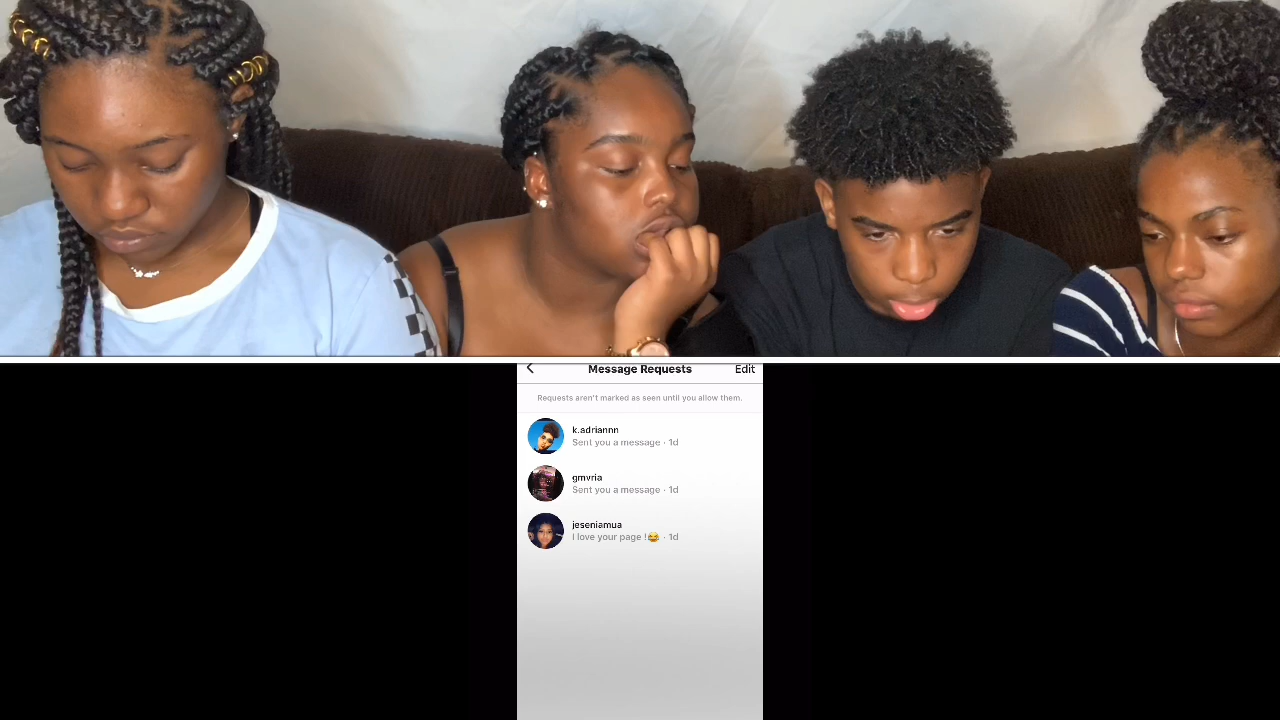 Message Requests
Edit
Requests aren't marked as seen until you allow them.
k.adriannn
Sent you a message · 1d
gmvria
Sent you a message · 1d
jeseniamua
I love your page !😂 · 1d